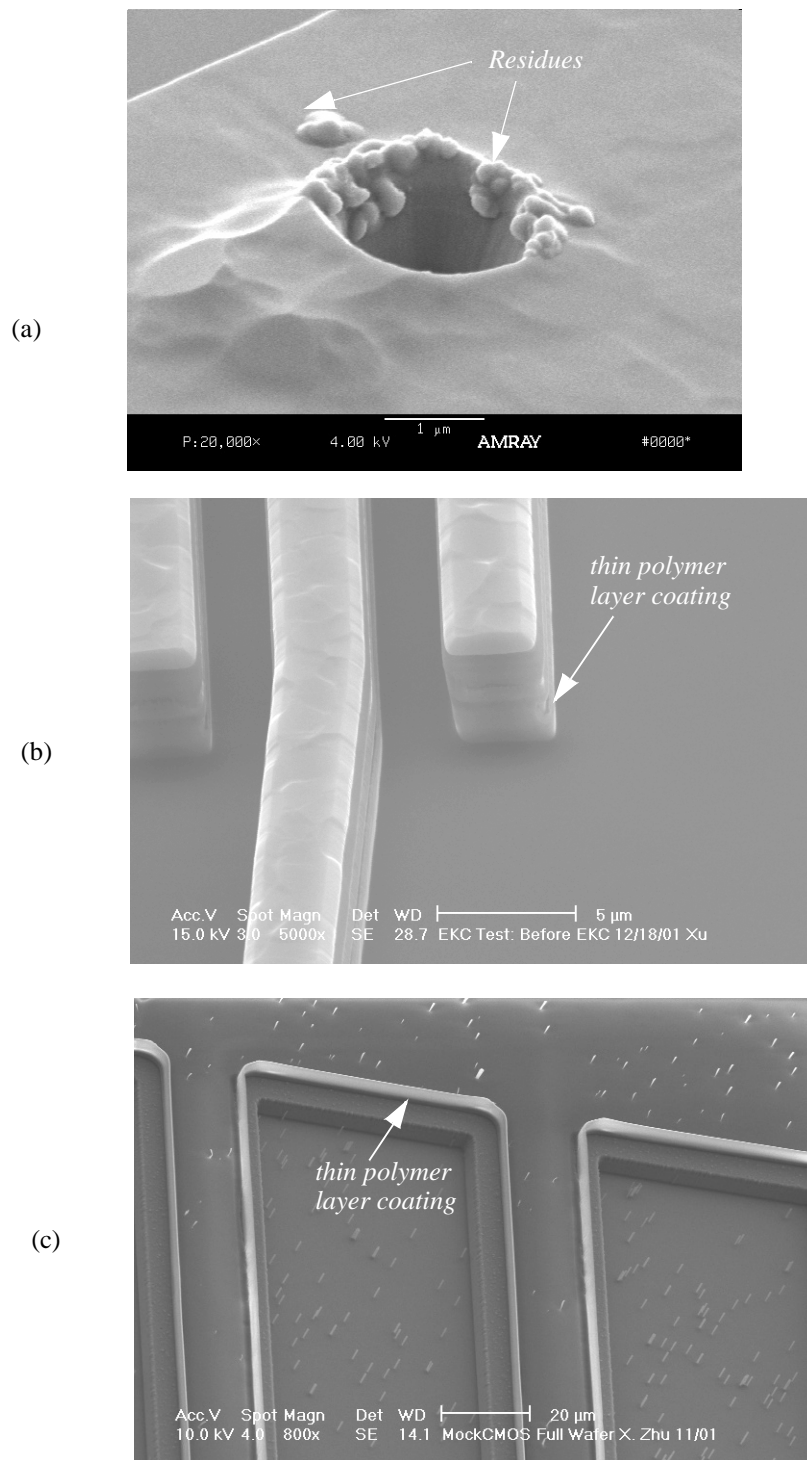 Residues
(a)
1 µm
P:20,000× 4.00 kV AMRAY #0000*
thin polymer
layer coating
(b)
Acc.V Spot Magn Det WD 5 µm
15.0 kV 3.0 5000x SE 28.7 EKC Test: Before EKC 12/18/01 Xu
thin polymer
layer coating
(c)
Acc.V Spot Magn Det WD 20 µm
10.0 kV 4.0 800x SE 14.1 MockCMOS Full Wafer X. Zhu 11/01